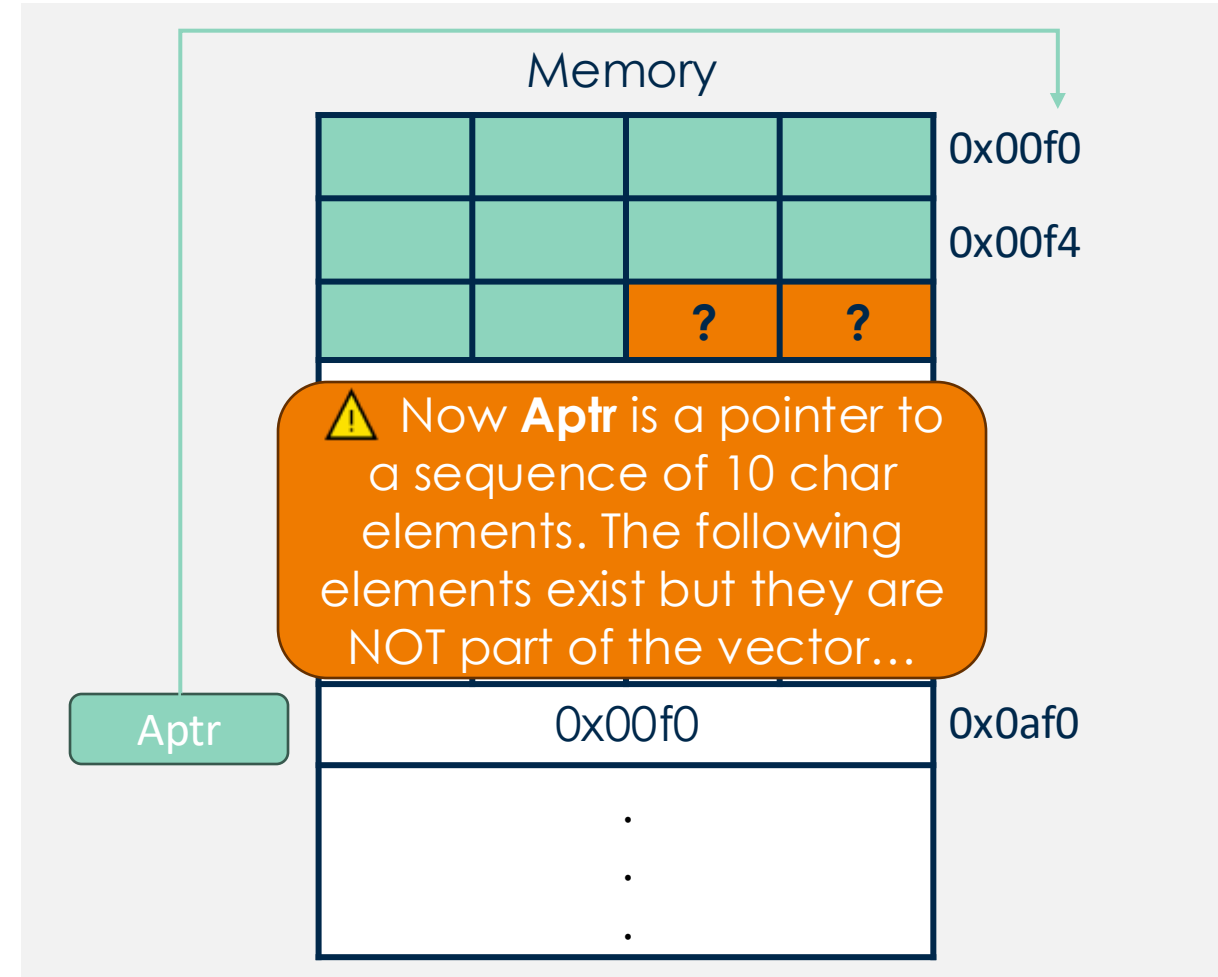 Memory
0x00f0
0x00f4
? ?
⚠ Now Aptr is a pointer to
a sequence of 10 char
elements. The following
elements exist but they are
NOT part of the vector…
Aptr 0x00f0 0x0af0
.
.
.